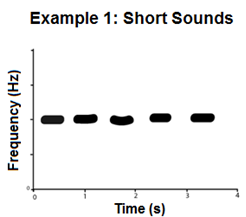 Example 1: Short Sounds
Frequency (Hz)
0 1 2 3 4
Time (s)